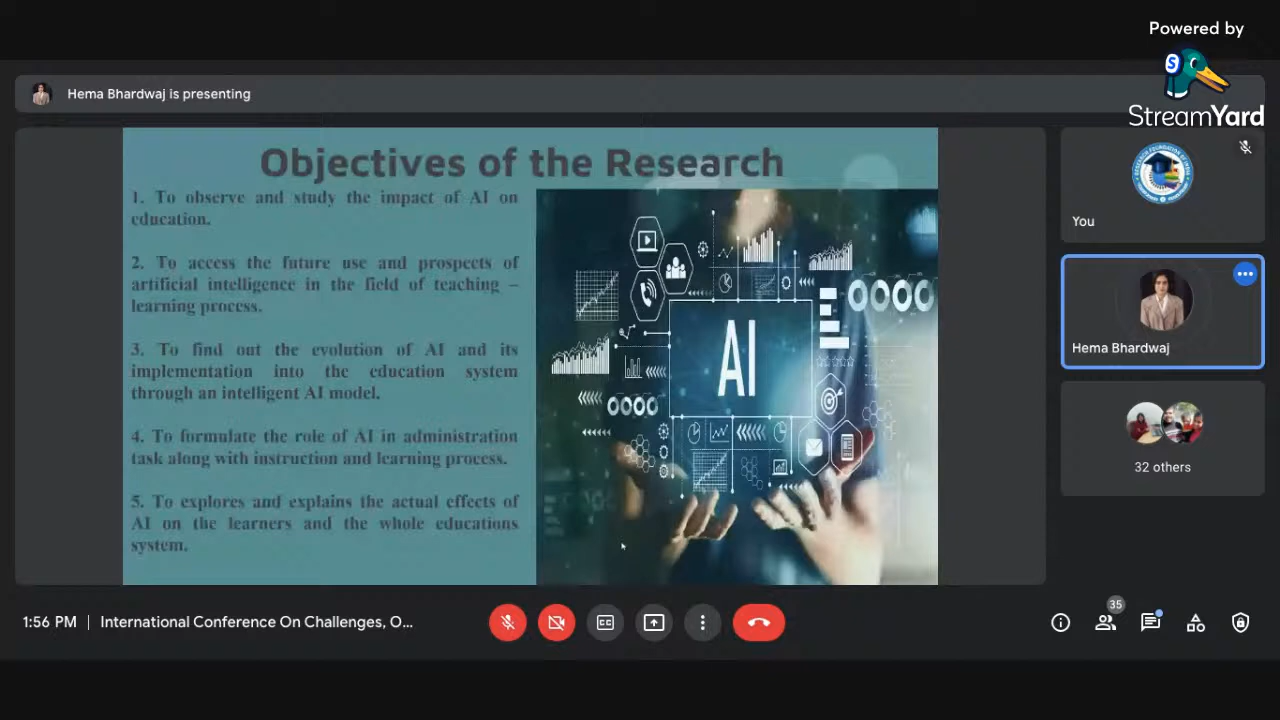 Powered by
StreamYard
Hema Bhardwaj is presenting
Objectives of the Research
1. To observe and study the impact of AI on
education.
2. To access the future use and prospects of
artificial intelligence in the field of teaching –
learning process.
3. To find out the evolution of AI and its
implementation into the education system
through an intelligent AI model.
4. To formulate the role of AI in administration
task along with instruction and learning process.
5. To explores and explains the actual effects of
AI on the learners and the whole educations
system.
AI
You
Hema Bhardwaj
32 others
1:56 PM
International Conference On Challenges, O...
35